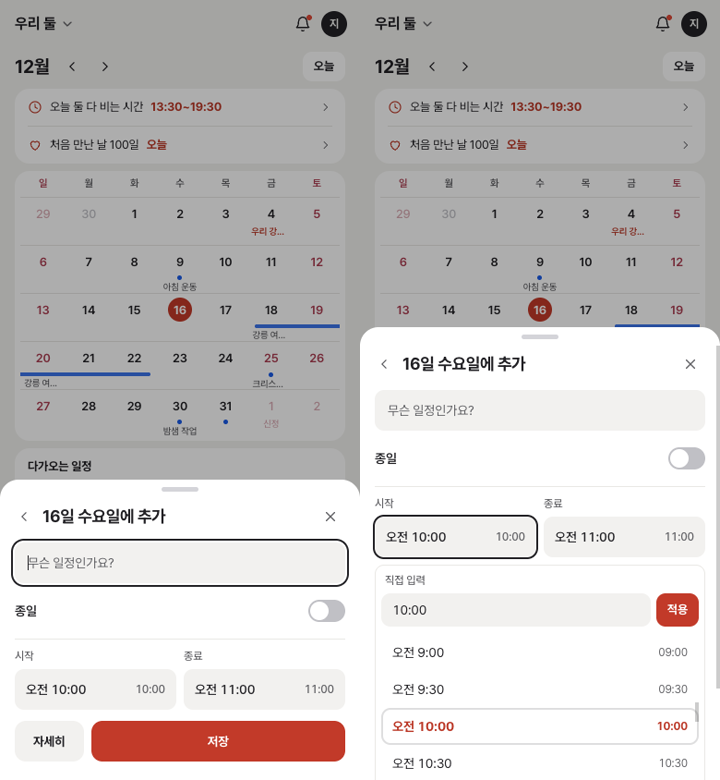 우리 둘
지
12월
오늘
오늘 둘 다 비는 시간 13:30~19:30
처음 만난 날 100일 오늘
일 월 화 수 목 금 토
29 30 1 2 3 4 5
우리 강...
6 7 8 9 10 11 12
아침 운동
13 14 15 16 17 18 19
강릉 여...
20 21 22 23 24 25 26
강릉 여... 크리스...
27 28 29 30 31 1 2
밤샘 작업 신정
다가오는 일정
16일 수요일에 추가
무슨 일정인가요?
종일
시작 종료
오전 10:00 10:00 오전 11:00 11:00
자세히 저장
우리 둘
지
12월
오늘
오늘 둘 다 비는 시간 13:30~19:30
처음 만난 날 100일 오늘
일 월 화 수 목 금 토
29 30 1 2 3 4 5
우리 강...
6 7 8 9 10 11 12
아침 운동
13 14 15 16 17 18 19
16일 수요일에 추가
무슨 일정인가요?
종일
시작 종료
오전 10:00 10:00 오전 11:00 11:00
직접 입력
10:00 적용
오전 9:00 09:00
오전 9:30 09:30
오전 10:00 10:00
오전 10:30 10:30